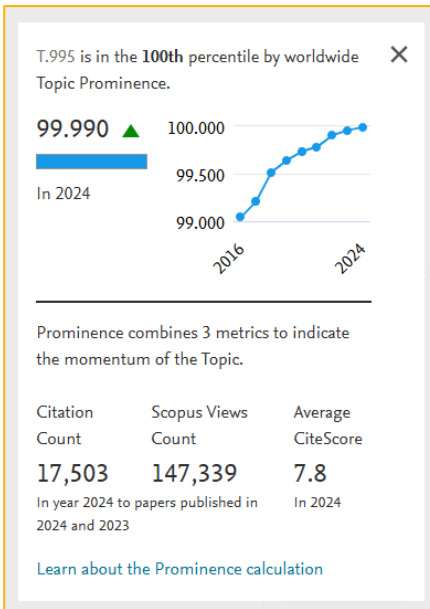 T.995 is in the 100th percentile by worldwide
Topic Prominence.
99.990
In 2024
100.000
99.500
99.000
2016
2024
Prominence combines 3 metrics to indicate
the momentum of the Topic.
Citation
Count
17,503
Scopus Views
Count
147,339
Average
CiteScore
7.8
In year 2024 to papers published in
2024 and 2023
In 2024
Learn about the Prominence calculation